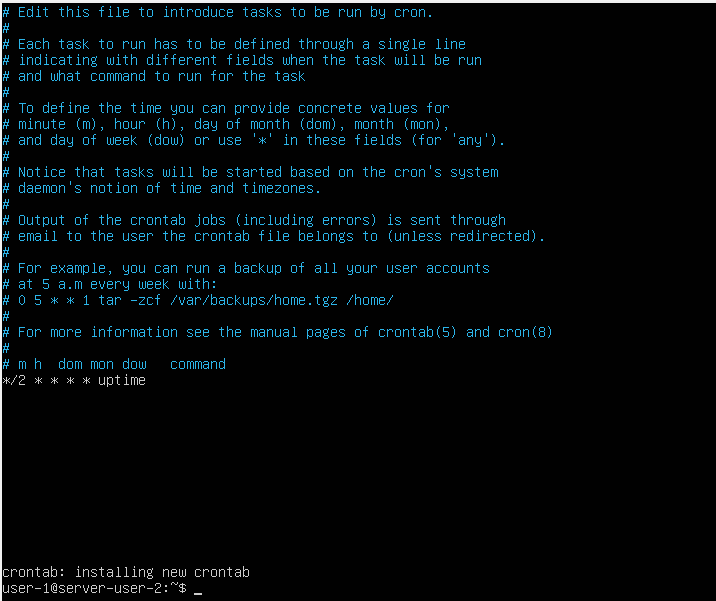 # Edit this file to introduce tasks to be run by cron.
#
# Each task to run has to be defined through a single line
# indicating with different fields when the task will be run
# and what command to run for the task
#
# To define the time you can provide concrete values for
# minute (m), hour (h), day of month (dom), month (mon),
# and day of week (dow) or use '*' in these fields (for 'any').
#
# Notice that tasks will be started based on the cron's system
# daemon's notion of time and timezones.
#
# Output of the crontab jobs (including errors) is sent through
# email to the user the crontab file belongs to (unless redirected).
#
# For example, you can run a backup of all your user accounts
# at 5 a.m every week with:
# 0 5 * * 1 tar -zcf /var/backups/home.tgz /home/
#
# For more information see the manual pages of crontab(5) and cron(8)
#
# m h  dom mon dow   command
*/2 * * * * uptime
crontab: installing new crontab
user-1@server-user-2:~$ _